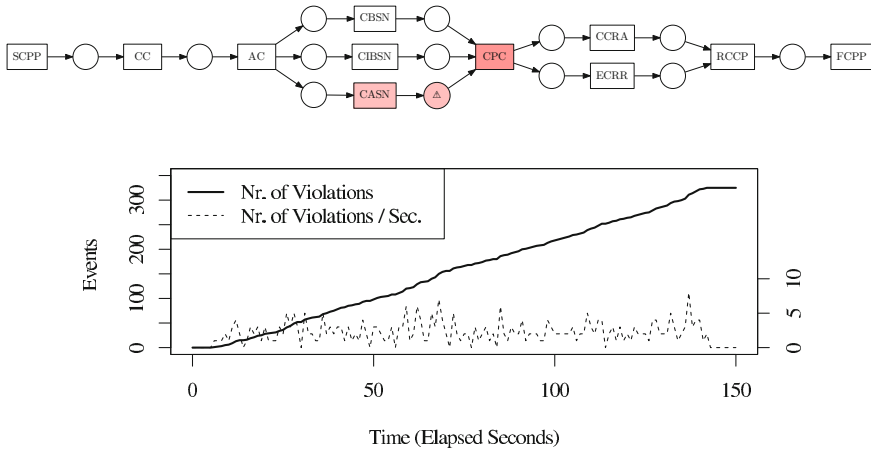 CBSN
CCRA
SCPP CC AC CIBSN CPC RCCP FCPP
ECRR
CASN ⚠
Nr. of Violations
Nr. of Violations / Sec.
Events
300
200
100
0
10
5
0
0 50 100 150
Time (Elapsed Seconds)